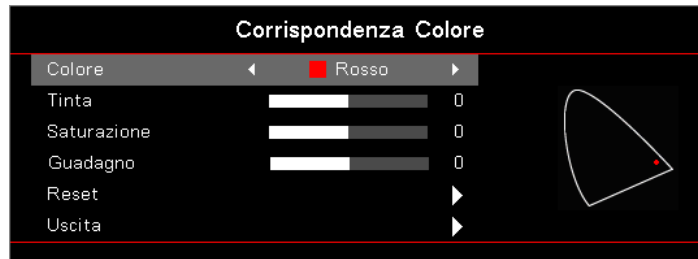 Corrispondenza Colore
Colore Rosso
Tinta 0
Saturazione 0
Guadagno 0
Reset
Uscita